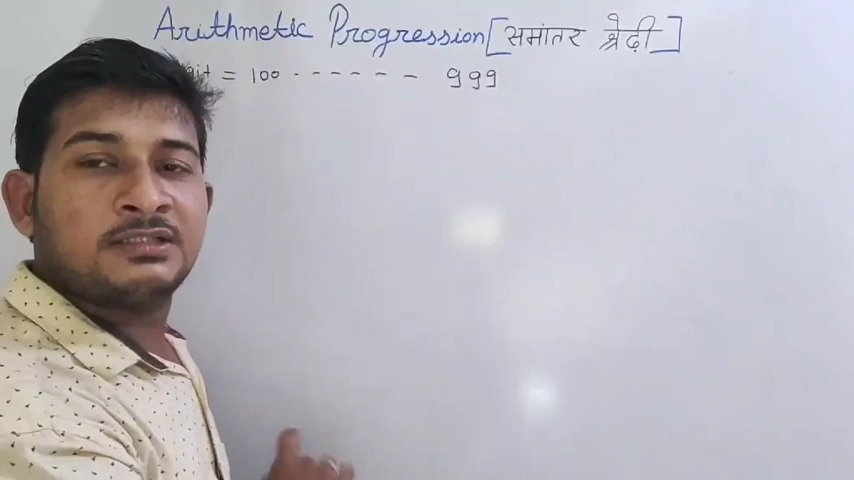 Arithmetic Progression [समांतर श्रेढ़ी]
= 100 - - - - - - - 999